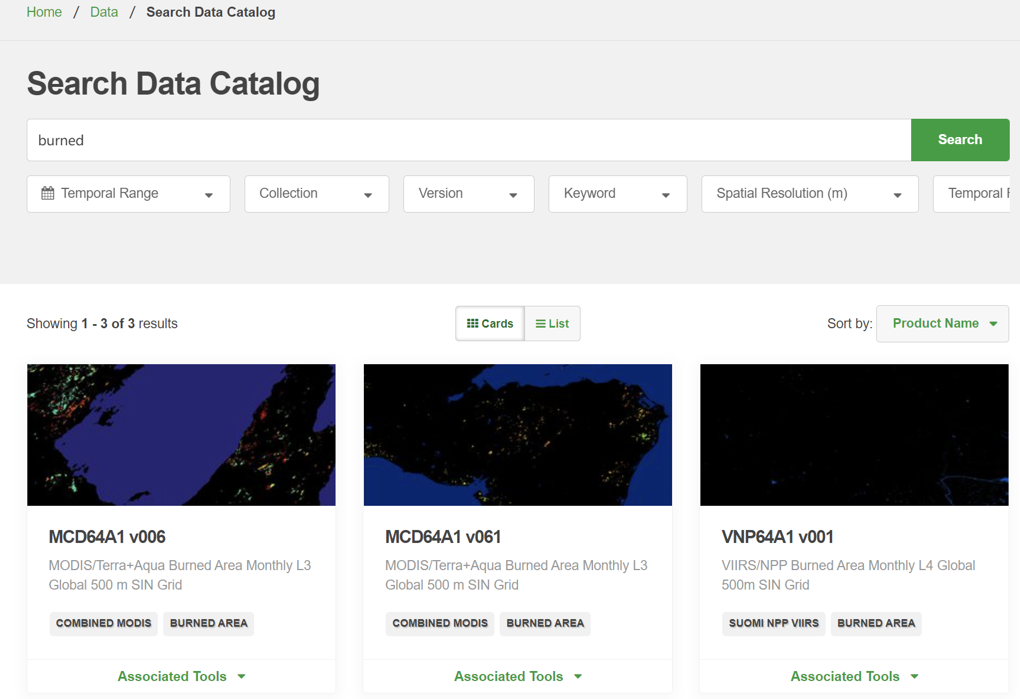 Home / Data / Search Data Catalog
Search Data Catalog
burned
Search
Temporal Range
Collection
Version
Keyword
Spatial Resolution (m)
Temporal
Showing 1 - 3 of 3 results
Cards
List
Sort by: Product Name
MCD64A1 v006
MODIS/Terra+Aqua Burned Area Monthly L3
Global 500 m SIN Grid
COMBINED MODIS BURNED AREA
Associated Tools
MCD64A1 v061
MODIS/Terra+Aqua Burned Area Monthly L3
Global 500 m SIN Grid
COMBINED MODIS BURNED AREA
Associated Tools
VNP64A1 v001
VIIRS/NPP Burned Area Monthly L4 Global
500m SIN Grid
SUOMI NPP VIIRS BURNED AREA
Associated Tools